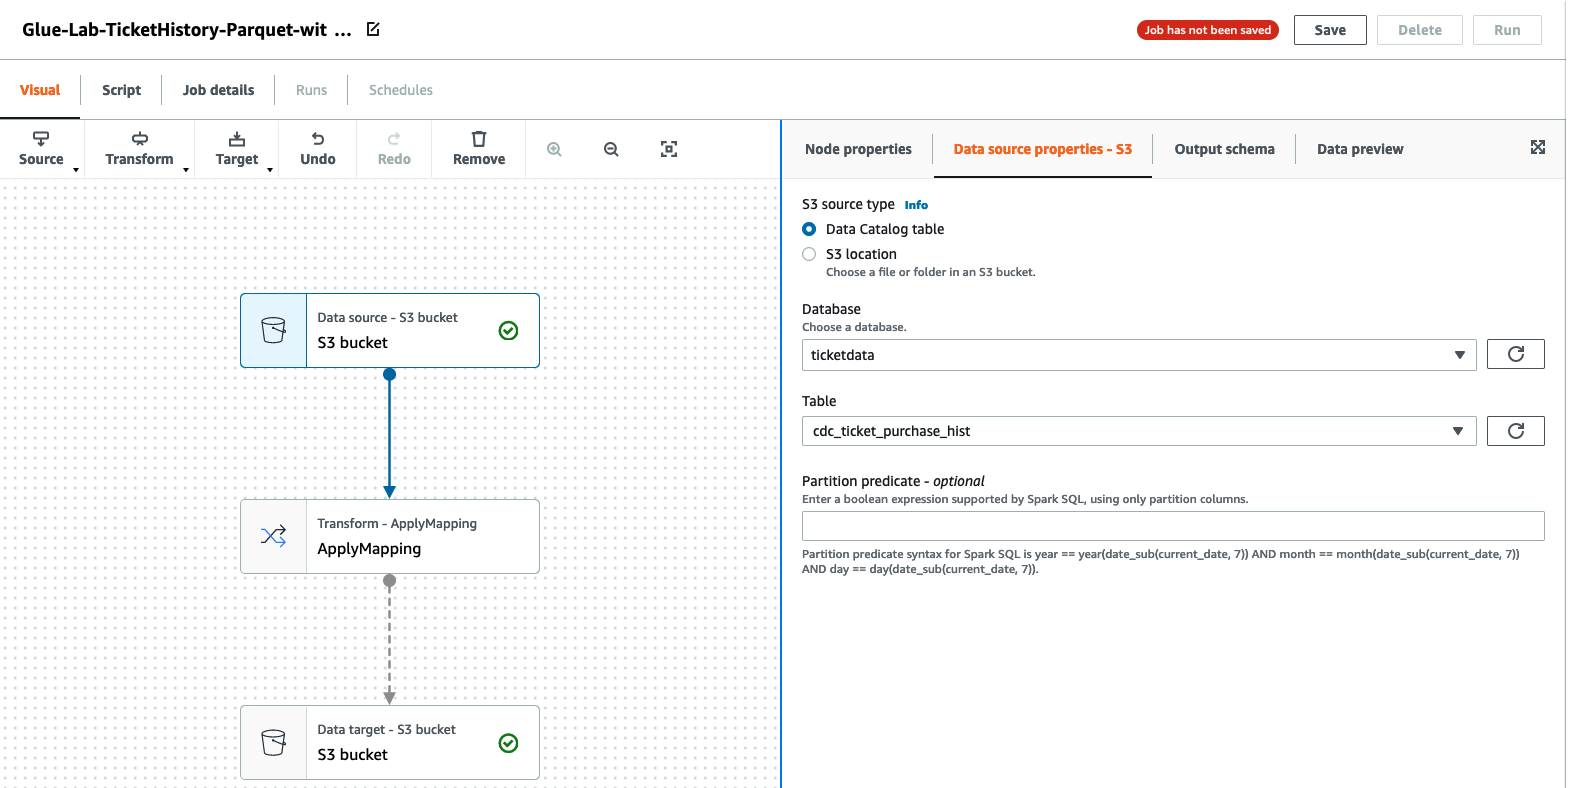 Glue-Lab-TicketHistory-Parquet-wit ...
Job has not been saved
Save
Delete
Run
Visual
Script
Job details
Runs
Schedules
Source
Transform
Target
Undo
Redo
Remove
Node properties
Data source properties - S3
Output schema
Data preview
Data source - S3 bucket
S3 bucket
Transform - ApplyMapping
ApplyMapping
Data target - S3 bucket
S3 bucket
S3 source type Info
Data Catalog table
S3 location
Choose a file or folder in an S3 bucket.
Database
Choose a database.
ticketdata
Table
cdc_ticket_purchase_hist
Partition predicate - optional
Enter a boolean expression supported by Spark SQL, using only partition columns.
Partition predicate syntax for Spark SQL is year == year(date_sub(current_date, 7)) AND month == month(date_sub(current_date, 7))
AND day == day(date_sub(current_date, 7)).